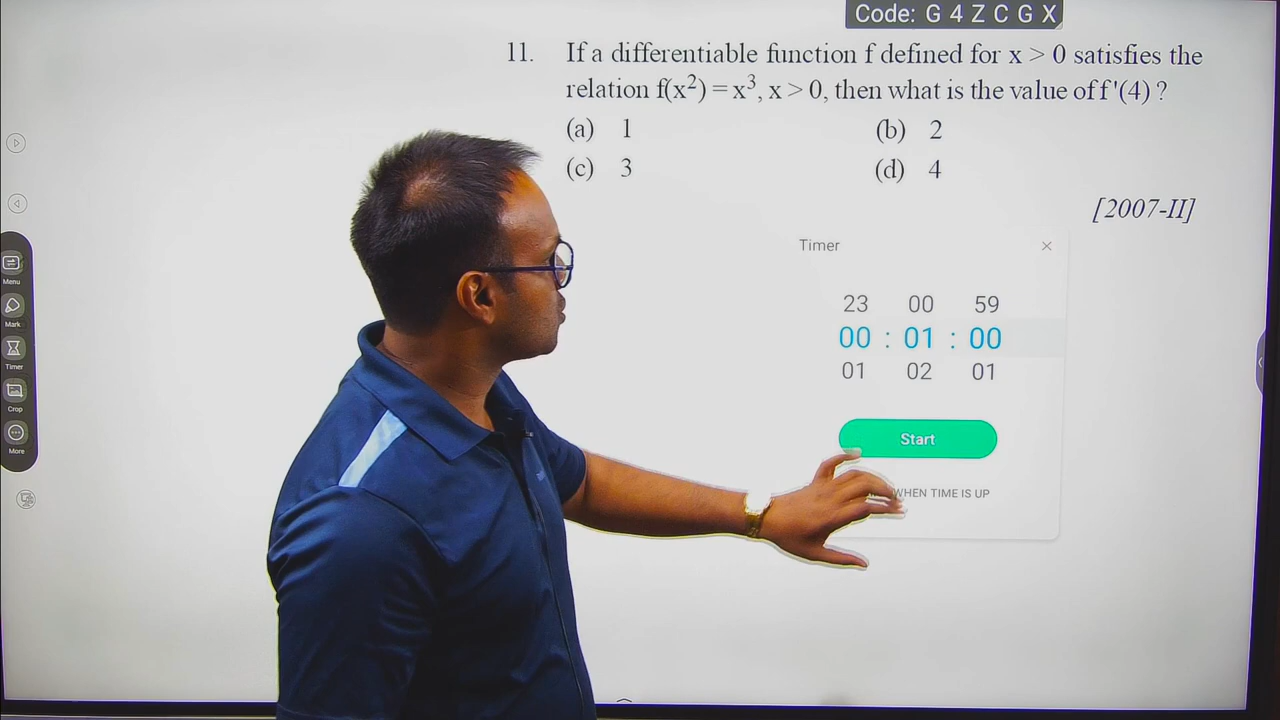 Code: G 4 Z C G X
11. If a differentiable function f defined for x > 0 satisfies the
relation f(x²) = x³, x > 0, then what is the value of f '(4) ?
(a) 1 (b) 2
(c) 3 (d) 4
[2007-II]
Timer ×
23 00 59
00 : 01 : 00
01 02 01
Start
WHEN TIME IS UP
Menu
Mark
Timer
Crop
More